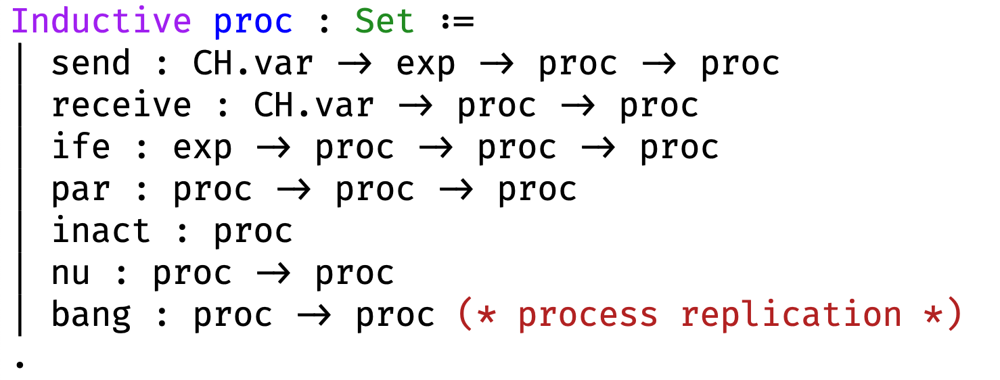 Inductive proc : Set :=
| send : CH.var → exp → proc → proc
| receive : CH.var → proc → proc
| ife : exp → proc → proc → proc
| par : proc → proc → proc
| inact : proc
| nu : proc → proc
| bang : proc → proc (* process replication *)
.